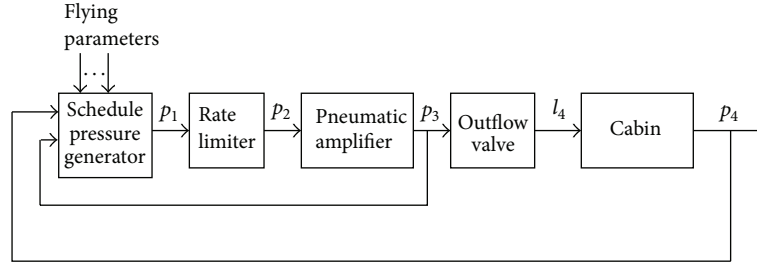 Flying
parameters
...
Schedule
pressure
generator
p1
Rate
limiter
p2
Pneumatic
amplifier
p3
Outflow
valve
l4
Cabin
p4